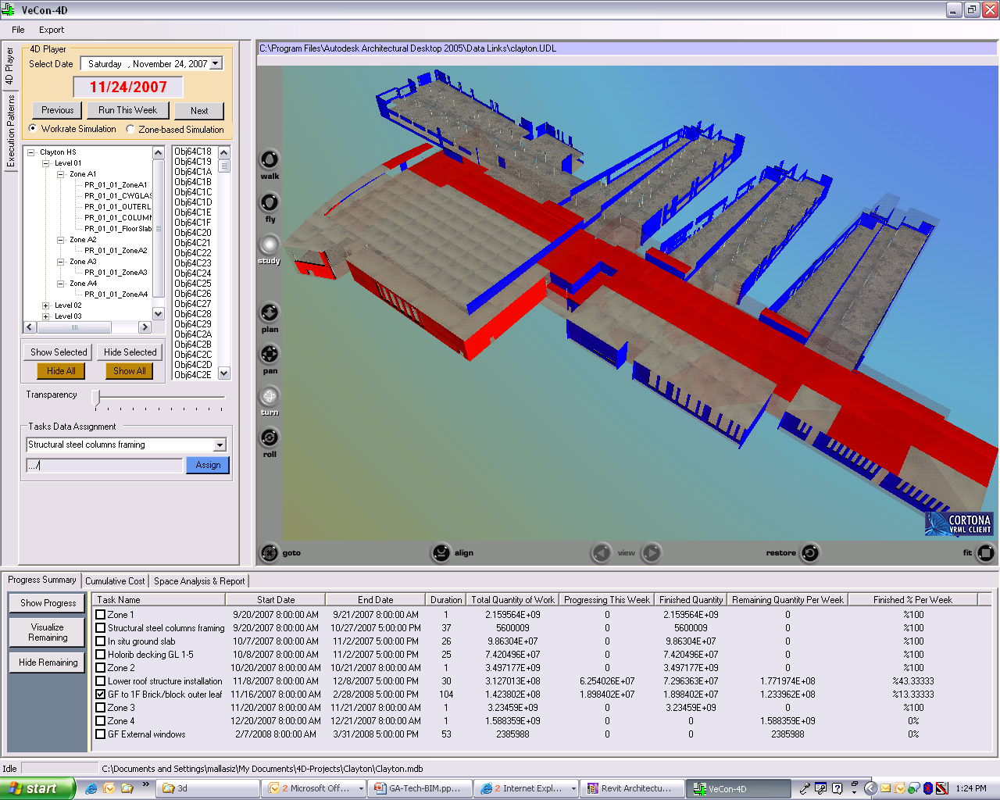 VeCon-4D
File Export
4D Player
Execution Patterns
4D Player
Select Date Saturday , November 24, 2007
11/24/2007
Previous Run This Week Next
Workrate Simulation Zone-based Simulation
Clayton HS
Level 01
Zone A1
PR_01_01_ZoneA1
PR_01_01_CWGLAS
PR_01_01_OUTERL
PR_01_01_COLUMN
PR_01_01_FloorSlab
Zone A2
PR_01_01_ZoneA2
Zone A3
PR_01_01_ZoneA3
Zone A4
PR_01_01_ZoneA4
Level 02
Level 03
Obj64C18
Obj64C19
Obj64C1A
Obj64C1B
Obj64C1C
Obj64C1D
Obj64C1E
Obj64C1F
Obj64C20
Obj64C21
Obj64C22
Obj64C23
Obj64C24
Obj64C25
Obj64C26
Obj64C27
Obj64C28
Obj64C29
Obj64C2A
Obj64C2B
Obj64C2C
Obj64C2D
Obj64C2E
Show Selected Hide Selected
Hide All Show All
Transparency
Tasks Data Assignment
Structural steel columns framing
.../ Assign
C:\Program Files\Autodesk Architectural Desktop 2005\Data Links\clayton.UDL
walk
fly
study
plan
pan
turn
roll
CORTONA
VRML CLIENT
goto align view restore fit
Progress Summary Cumulative Cost Space Analysis & Report
Show Progress
Visualize
Remaining
Hide Remaining
Task Name Start Date End Date Duration Total Quantity of Work Progressing This Week Finished Quantity Remaining Quantity Per Week Finished % Per Week
Zone 1 9/20/2007 8:00:00 AM 9/21/2007 8:00:00 AM 1 2.159564E+09 0 2.159564E+09 0 %100
Structural steel columns framing 9/20/2007 8:00:00 AM 10/27/2007 5:00:00 PM 37 5600009 0 5600009 0 %100
In situ ground slab 10/7/2007 8:00:00 AM 11/2/2007 5:00:00 PM 26 9.86304E+07 0 9.86304E+07 0 %100
Holorib decking GL 1-5 10/8/2007 8:00:00 AM 11/2/2007 5:00:00 PM 25 7.420496E+07 0 7.420496E+07 0 %100
Zone 2 10/20/2007 8:00:00 AM 10/21/2007 8:00:00 AM 1 3.497177E+09 0 3.497177E+09 0 %100
Lower roof structure installation 11/8/2007 8:00:00 AM 12/8/2007 5:00:00 PM 30 3.127013E+08 6.254026E+07 7.296363E+07 1.771974E+08 %43.33333
GF to 1F Brick/block outer leaf 11/16/2007 8:00:00 AM 2/28/2008 5:00:00 PM 104 1.423802E+08 1.898402E+07 1.898402E+07 1.233962E+08 %13.33333
Zone 3 11/20/2007 8:00:00 AM 11/21/2007 8:00:00 AM 1 3.23459E+09 0 3.23459E+09 0 %100
Zone 4 12/20/2007 8:00:00 AM 12/21/2007 8:00:00 AM 1 1.588359E+09 0 0 1.588359E+09 0%
GF External windows 2/7/2008 8:00:00 AM 3/31/2008 5:00:00 PM 53 2385988 0 0 2385988 0%
Idle C:\Documents and Settings\mallasiz\My Documents\4D-Projects\Clayton\Clayton.mdb
start 3d 2 Microsoft Off... GA-Tech-BIM.pp... 2 Internet Expl... Revit Architectu... VeCon-4D 1:24 PM